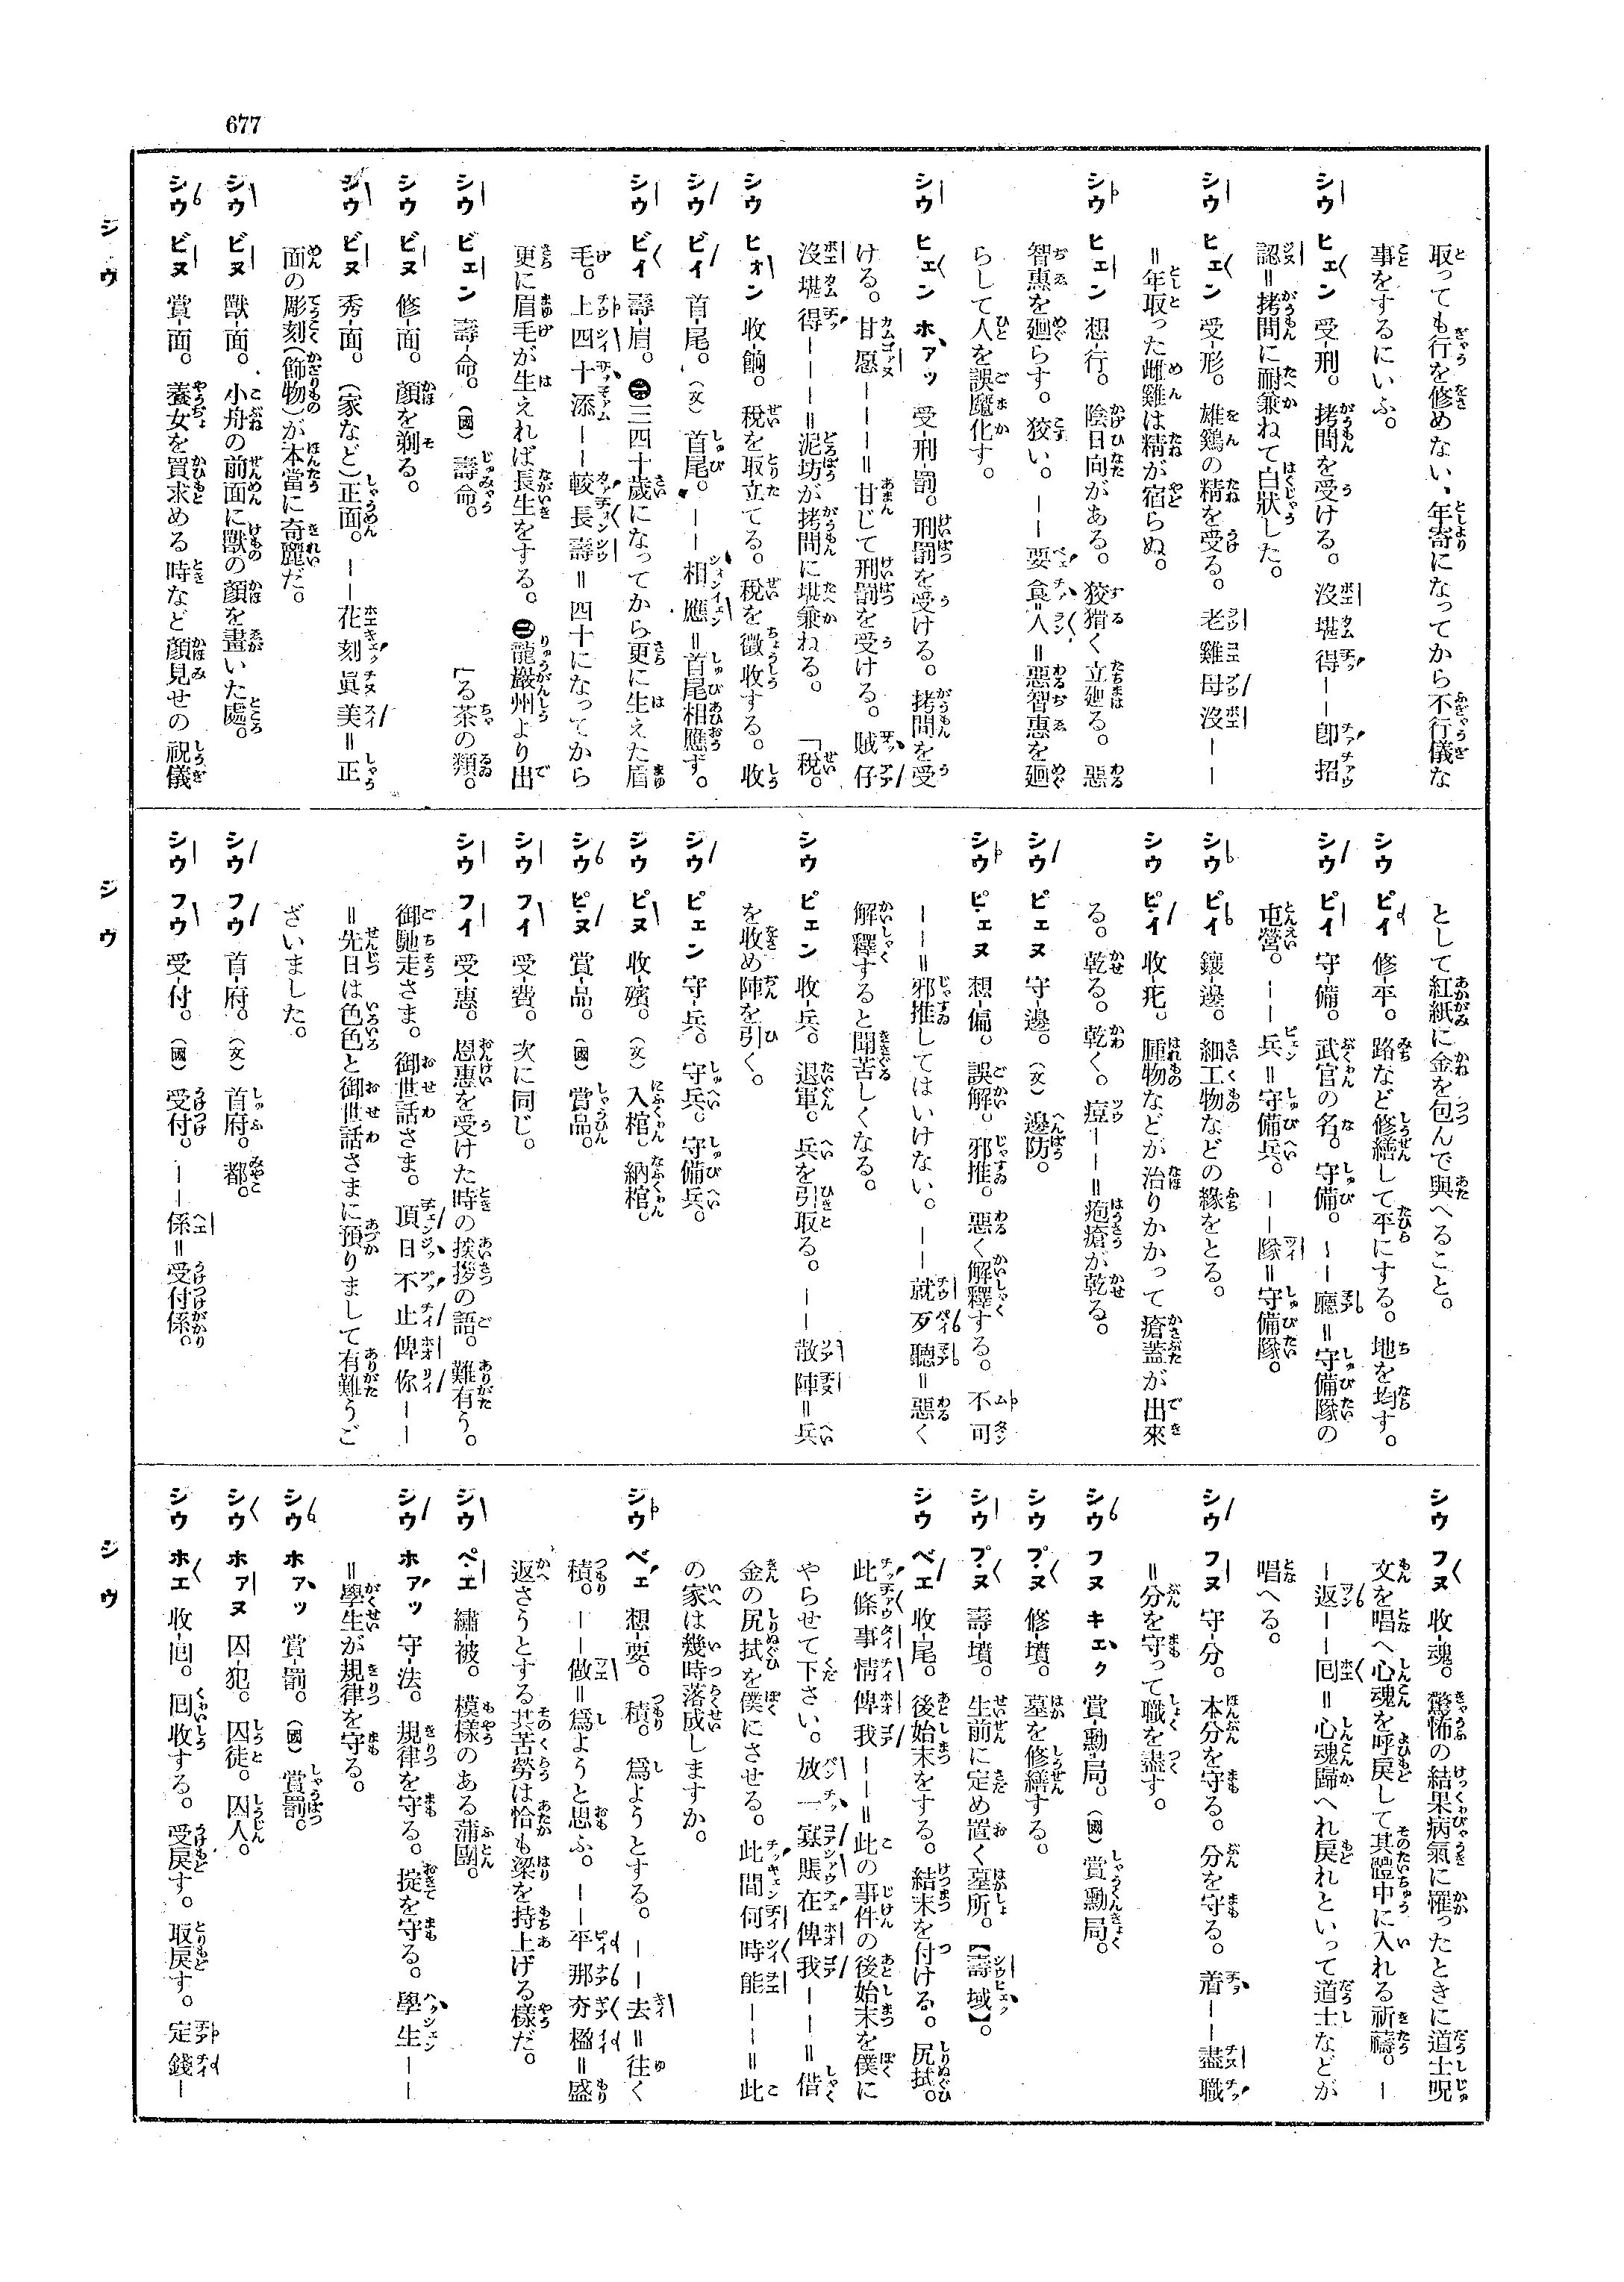 677
取っても行を修めない、年寄になってから不行儀な
事をするにいふ。
シウ ヒェン 受-刑。拷問を受ける。沒堪得──卽招
認＝拷問に耐兼ねて白狀した。
シウ ヒェン 受-形。雄鷄の精を受る。老雞母沒──
＝年取った雌雞は精が宿らぬ。
シウ ヒェン 想-行。陰日向がある。狡猾く立廻る。惡
智惠を廻らす。狡い。──要食人＝惡智惠を廻
らして人を誤魔化す。
シウ ヒェン ホアッ 受-刑-罰。刑罰を受ける。拷問を受
ける。甘愿───＝甘じて刑罰を受ける。賊仔
沒堪得───＝泥坊が拷問に堪兼ねる。「稅。
シウ ヒオン 收-餉。稅を取立てる。稅を徵收する。收
シウ ビイ 首-尾。（文）首尾。──相應＝首尾相應ず。
シウ ビイ 壽-眉。㊀三四十歲になってから更に生えた眉
毛。上四十添──較長壽＝四十になってから
更に眉毛が生えれば長生をする。㊁龍巖州より出
シウ ビェン 壽-命。（國）壽命。［る茶の類。
シウ ビヌ 修-面。顏を剃る。
シウ ビヌ 秀-面。（家など）正面。──花刻眞美＝正
面の彫刻（飾物）が本當に奇麗だ。
シウ ビヌ 獸-面。小舟の前面に獸の顏を畫いた處。
シウ ビヌ 賞-面。養女を買求める時など顏見せの祝儀
シウ
として紅紙に金を包んで與へること。
シウ ピイ 修-平。路など修繕して平にする。地を均す。
シウ ピイ 守-備。武官の名。守備。──廳＝守備隊の
屯營。──兵＝守備兵。──隊＝守備隊。
シウ ピイ 鑲-邊。細工物などの緣をとる。
シウ ピイ 收-疕。腫物などが治りかかって瘡蓋が出來
る。乾る。乾く。痘──＝疱瘡が乾る。
シウ ピェヌ 守-邊。（文）邊防。
シウ ピェヌ 想-偏。誤解。邪推。惡く解釋する。不可
──＝邪推してはいけない。──就歹聽＝惡く
解釋すると聞苦しくなる。
シウ ピェン 收-兵。退軍。兵を引取る。──散陣＝兵
を收め陣を引く。
シウ ピェン 守-兵。守兵。守備兵。
シウ ピヌ 收-殯。（文）入棺。納棺。
シウ ピヌ 賞-品。（國）賞品。
シウ フイ 受-費。次に同じ。
シウ フイ 受-惠。恩惠を受けた時の挨拶の語。難有う。
御馳走さま。御世話さま。頂日不止俾你──
＝先日は色色と御世話さまに預りまして有難うご
ざいました。
シウ フウ 首-府。（文）首府。都。
シウ フウ 受-付。（國）受付。──係＝受付係。
シウ
シウ フヌ 收-魂。驚怖の結果病氣に罹ったときに道士呪
文を唱へ心魂を呼戾して其體中に入れる祈禱。─
─返──囘＝心魂歸へれ戾れといって道士などが
唱へる。
シウ フヌ 守-分。本分を守る。分を守る。着──盡職
＝分を守って職を盡す。
シウ フヌ キェク 賞-勳-局。（國）賞勳局。
シウ プヌ 修-墳。墓を修繕する。
シウ プヌ 壽-墳。生前に定め置く墓所。【壽域】。
シウ ベエ 收-尾。後始末をする。結末を付ける。尻拭。
此條事情俾我──＝此の事件の後始末を僕に
やらせて下さい。放一寡賬在俾我──＝借
金の尻拭を僕にさせる。此間何時能──＝此
の家は幾時落成しますか。
シウ ベェ 想-要。積。爲ようとする。──去＝往く
積。──做＝爲ようと思ふ。──平那夯楹＝盛
返さうとする其苦勞は恰も梁を持上げる樣だ。
シウ ペエ 繡-被。模樣のある蒲團。
シウ ホアッ 守-法。規律を守る。掟を守る。學生──
＝學生が規律を守る。
シウ ホアッ 賞-罰。（國）賞罰。
シウ ホアヌ 囚-犯。囚徒。囚人。
シウ ホエ 收-囘。囘收する。受戾す。取戾す。定錢─
シウ